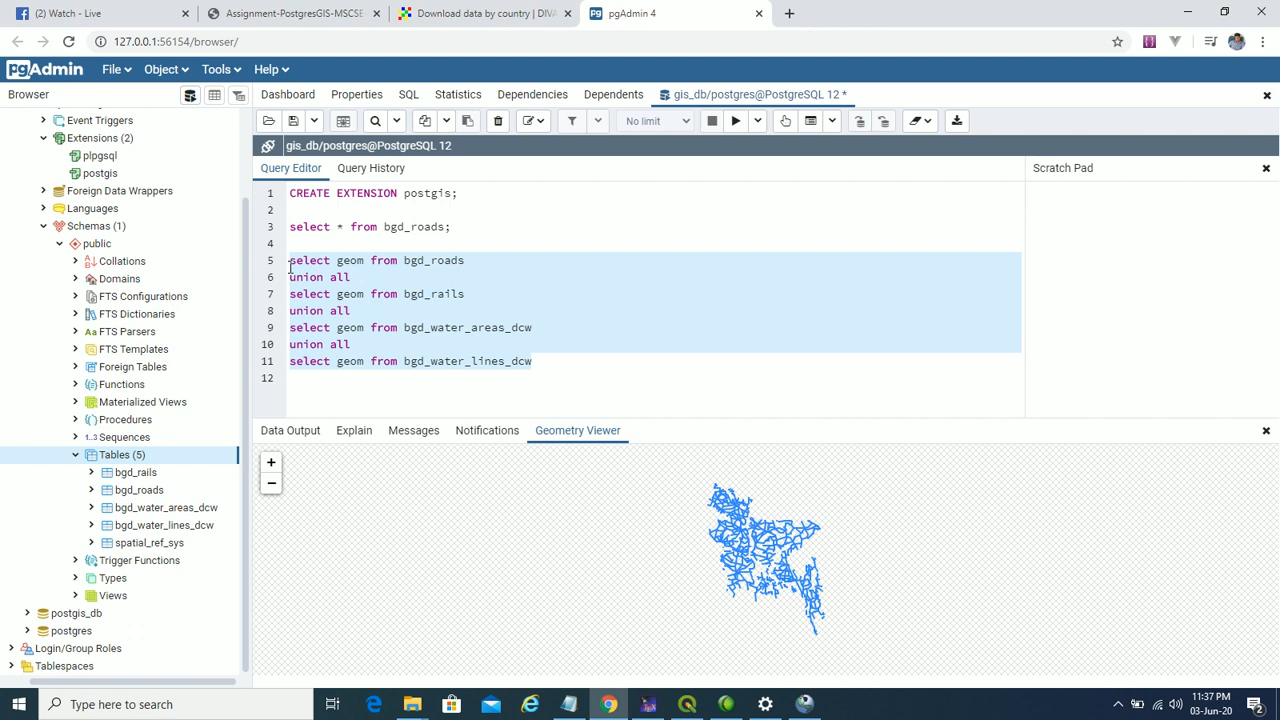 (1) Watch - Live
Assignment-PostgresGIS-MSCSE
Download data by country | DIVA
pgAdmin 4
127.0.0.1:56154/browser/
pgAdmin File Object Tools Help
Browser
Dashboard Properties SQL Statistics Dependencies Dependents gis_db/postgres@PostgreSQL 12 *
No limit
gis_db/postgres@PostgreSQL 12
Query Editor Query History
Scratch Pad
Event Triggers
Extensions (2)
plpgsql
postgis
Foreign Data Wrappers
Languages
Schemas (1)
public
Collations
Domains
FTS Configurations
FTS Dictionaries
FTS Parsers
FTS Templates
Foreign Tables
Functions
Materialized Views
Procedures
1..3 Sequences
Tables (5)
bgd_rails
bgd_roads
bgd_water_areas_dcw
bgd_water_lines_dcw
spatial_ref_sys
Trigger Functions
Types
Views
postgis_db
postgres
Login/Group Roles
Tablespaces
1 CREATE EXTENSION postgis;
2
3 select * from bgd_roads;
4
5 select geom from bgd_roads
6 union all
7 select geom from bgd_rails
8 union all
9 select geom from bgd_water_areas_dcw
10 union all
11 select geom from bgd_water_lines_dcw
12
Data Output Explain Messages Notifications Geometry Viewer
+
−
Type here to search
11:37 PM
03-Jun-20
2